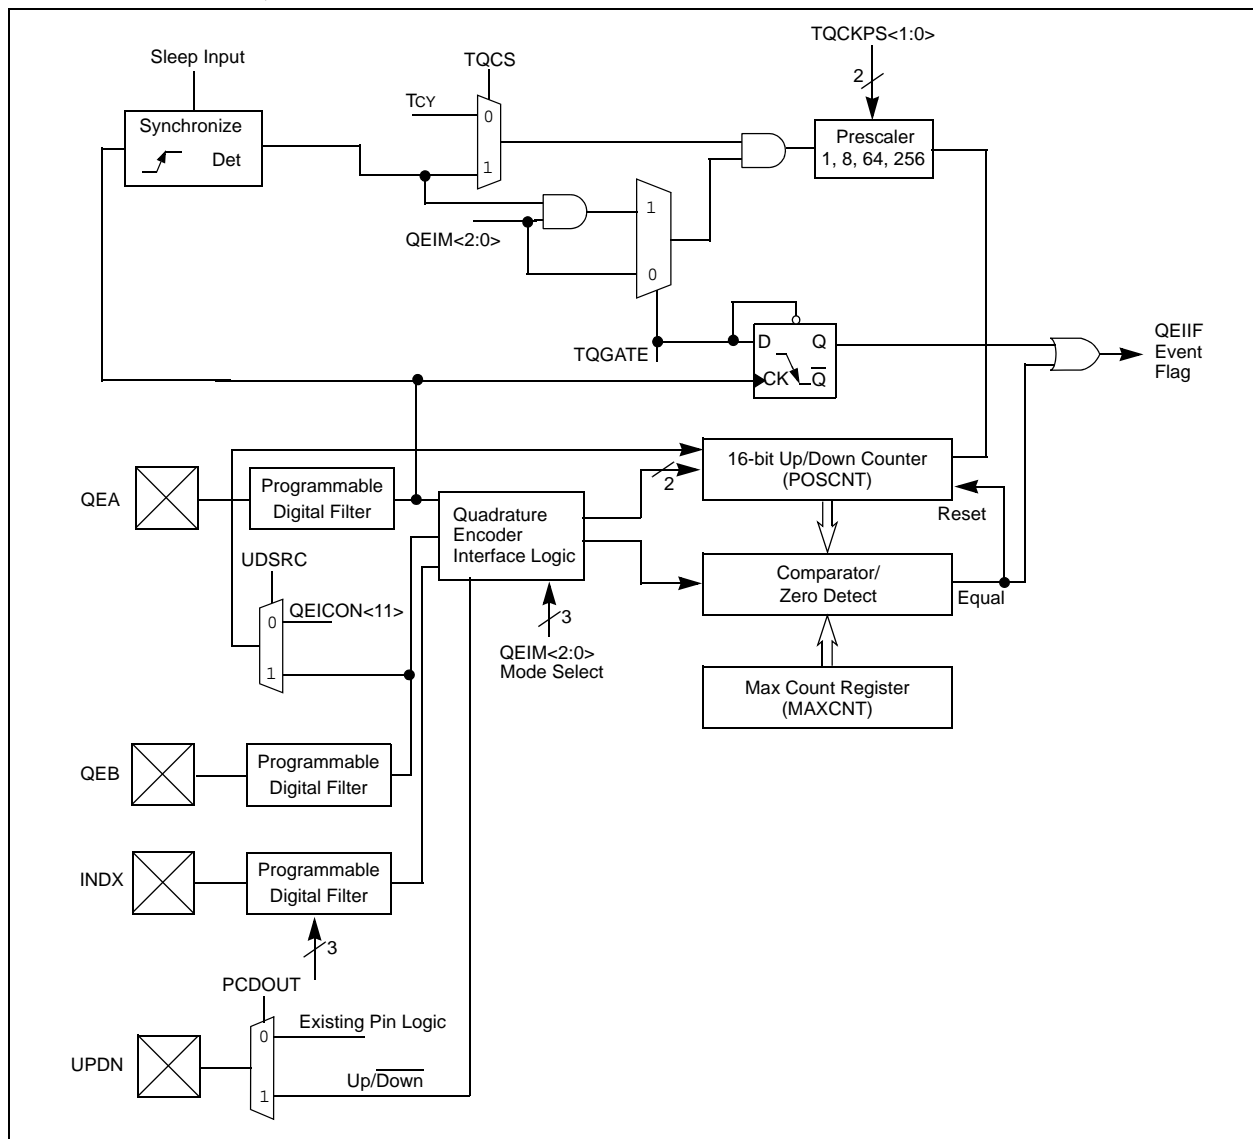 TQCKPS<1:0>
Sleep Input
TQCS
2
TCY
0
Synchronize
Det
Prescaler
1, 8, 64, 256
1
1
QEIM<2:0>
0
TQGATE
D
Q
CK
Q
QEIIF
Event
Flag
16-bit Up/Down Counter
(POSCNT)
2
QEA
Programmable
Digital Filter
Quadrature
Encoder
Interface Logic
Reset
UDSRC
Comparator/
Zero Detect
Equal
QEICON<11>
0
3
1
QEIM<2:0>
Mode Select
Max Count Register
(MAXCNT)
QEB
Programmable
Digital Filter
INDX
Programmable
Digital Filter
3
PCDOUT
Existing Pin Logic
0
UPDN
Up/Down
1